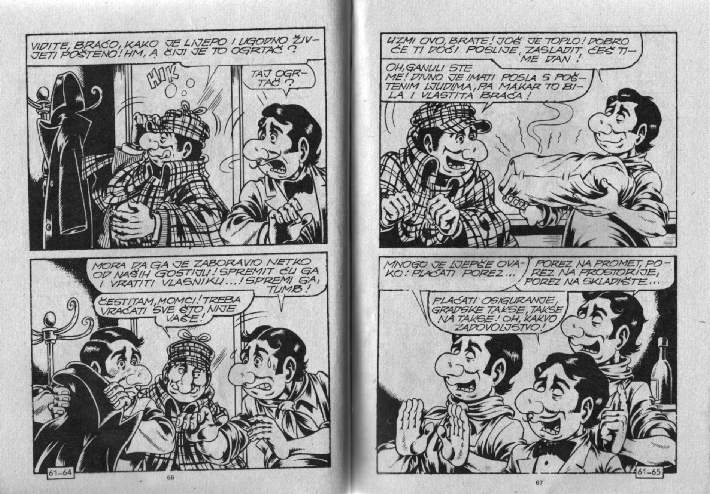 VIDITE, BRAĆO, KAKO JE LIJEPO I UGODNO ŽIV-
JETI POŠTENO! HM, A ČIJI JE TO OGRTAČ?
HIK
TAJ OGR-
TAČ?
MORA DA GA JE ZABORAVIO NETKO
OD NAŠIH GOSTIJU! SPREMIT ĆU GA
I VRATITI VLASNIKU...! SPREMI GA,
TUMB!
ČESTITAM, MOMCI! TREBA
VRAĆATI SVE ŠTO NIJE
VAŠE!
61-64
66
UZMI OVO, BRATE! JOŠ JE TOPLO! DOBRO
ĆE TI DOĆI POSLIJE, ZASLADIT ĆEŠ TI-
ME DAN!
OH, GANULI STE
ME! DIVNO JE IMATI POSLA S POŠ-
TENIM LJUDIMA, PA MAKAR TO BI-
LA I VLASTITA BRAĆA!
MNOGO JE LJEPŠE OVA-
KO: PLAĆATI POREZ...
POREZ NA PROMET, PO-
REZ NA PROSTORIJE,
POREZ NA SKLADIŠTE...
PLAĆATI OSIGURANJE,
GRADSKE TAKSE, TAKSE
NA TAKSE! OH, KAKVO
ZADOVOLJSTVO!
67
61-65